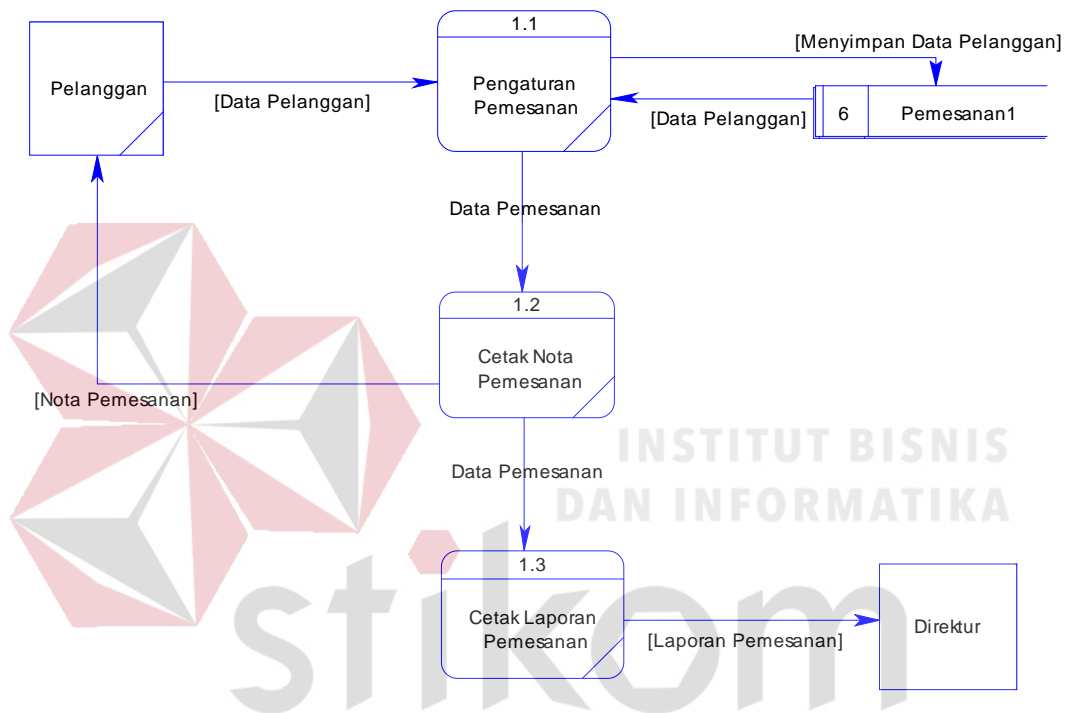 1.1
[Menyimpan Data Pelanggan]
Pelanggan
Pengaturan
Pemesanan
[Data Pelanggan]
[Data Pelanggan]
6
Pemesanan1
Data Pemesanan
1.2
Cetak Nota
Pemesanan
[Nota Pemesanan]
INSTITUT BISNIS
DAN INFORMATIKA
Data Pemesanan
stikom
1.3
Cetak Laporan
Pemesanan
[Laporan Pemesanan]
Direktur